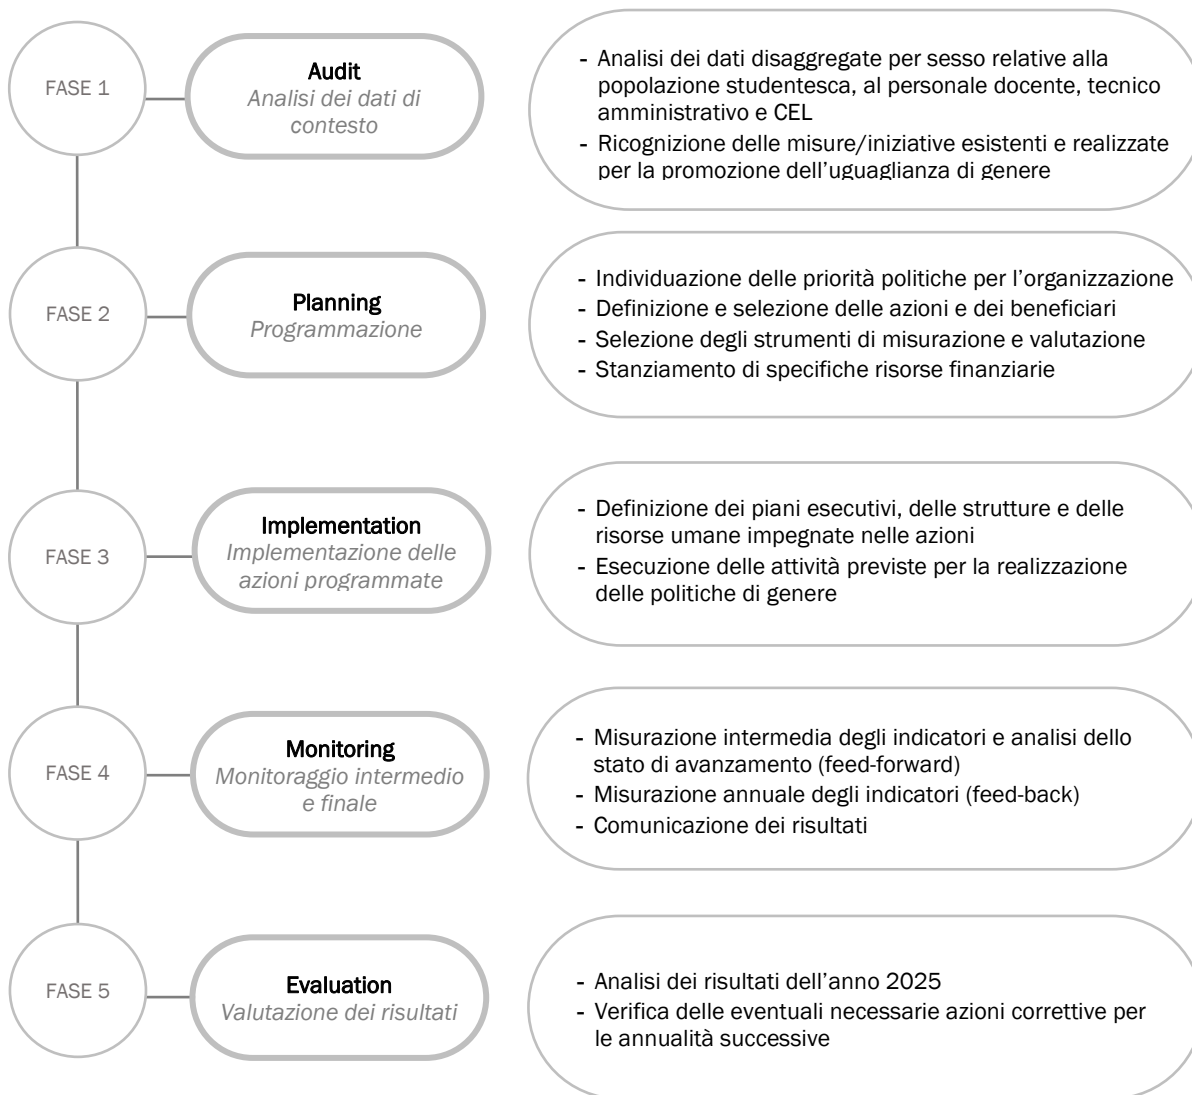 FASE 1
Audit
Analisi dei dati di
contesto
- Analisi dei dati disaggregate per sesso relative alla
popolazione studentesca, al personale docente, tecnico
amministrativo e CEL
- Ricognizione delle misure/iniziative esistenti e realizzate
per la promozione dell’uguaglianza di genere
FASE 2
Planning
Programmazione
- Individuazione delle priorità politiche per l’organizzazione
- Definizione e selezione delle azioni e dei beneficiari
- Selezione degli strumenti di misurazione e valutazione
- Stanziamento di specifiche risorse finanziarie
FASE 3
Implementation
Implementazione delle
azioni programmate
- Definizione dei piani esecutivi, delle strutture e delle
risorse umane impegnate nelle azioni
- Esecuzione delle attività previste per la realizzazione
delle politiche di genere
FASE 4
Monitoring
Monitoraggio intermedio
e finale
- Misurazione intermedia degli indicatori e analisi dello
stato di avanzamento (feed-forward)
- Misurazione annuale degli indicatori (feed-back)
- Comunicazione dei risultati
FASE 5
Evaluation
Valutazione dei risultati
- Analisi dei risultati dell’anno 2025
- Verifica delle eventuali necessarie azioni correttive per
le annualità successive